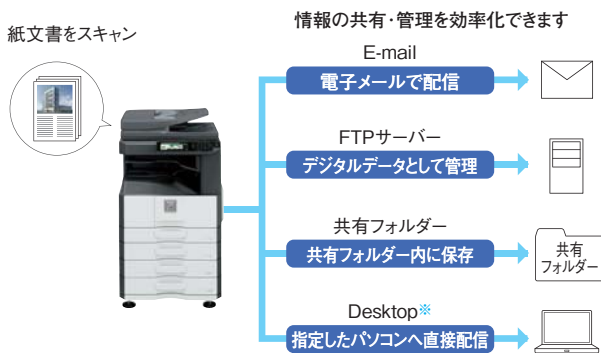 情報の共有・管理を効率化できます
紙文書をスキャン
E-mail
電子メールで配信
FTPサーバー
デジタルデータとして管理
共有フォルダー
共有フォルダー内に保存
共有
フォルダー
Desktop※
指定したパソコンへ直接配信